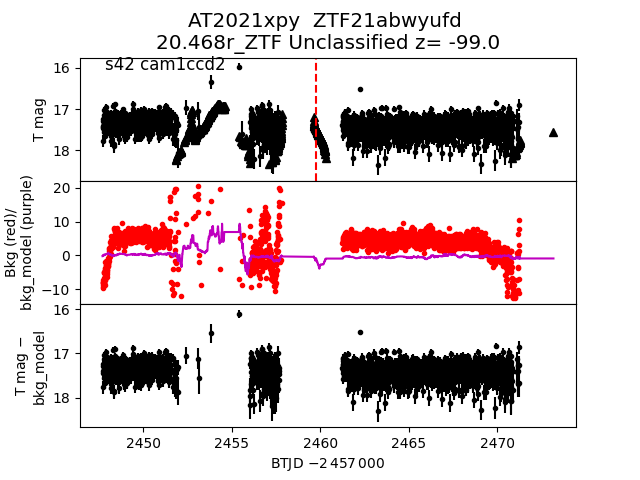 AT2021xpy  ZTF21abwyufd
20.468r_ZTF Unclassified z= -99.0
s42 cam1ccd2
16
17
18
T mag
20
10
0
−10
Bkg (red)/
bkg_model (purple)
16
17
18
T mag −
bkg_model
2450 2455 2460 2465 2470
BTJD −2 457 000